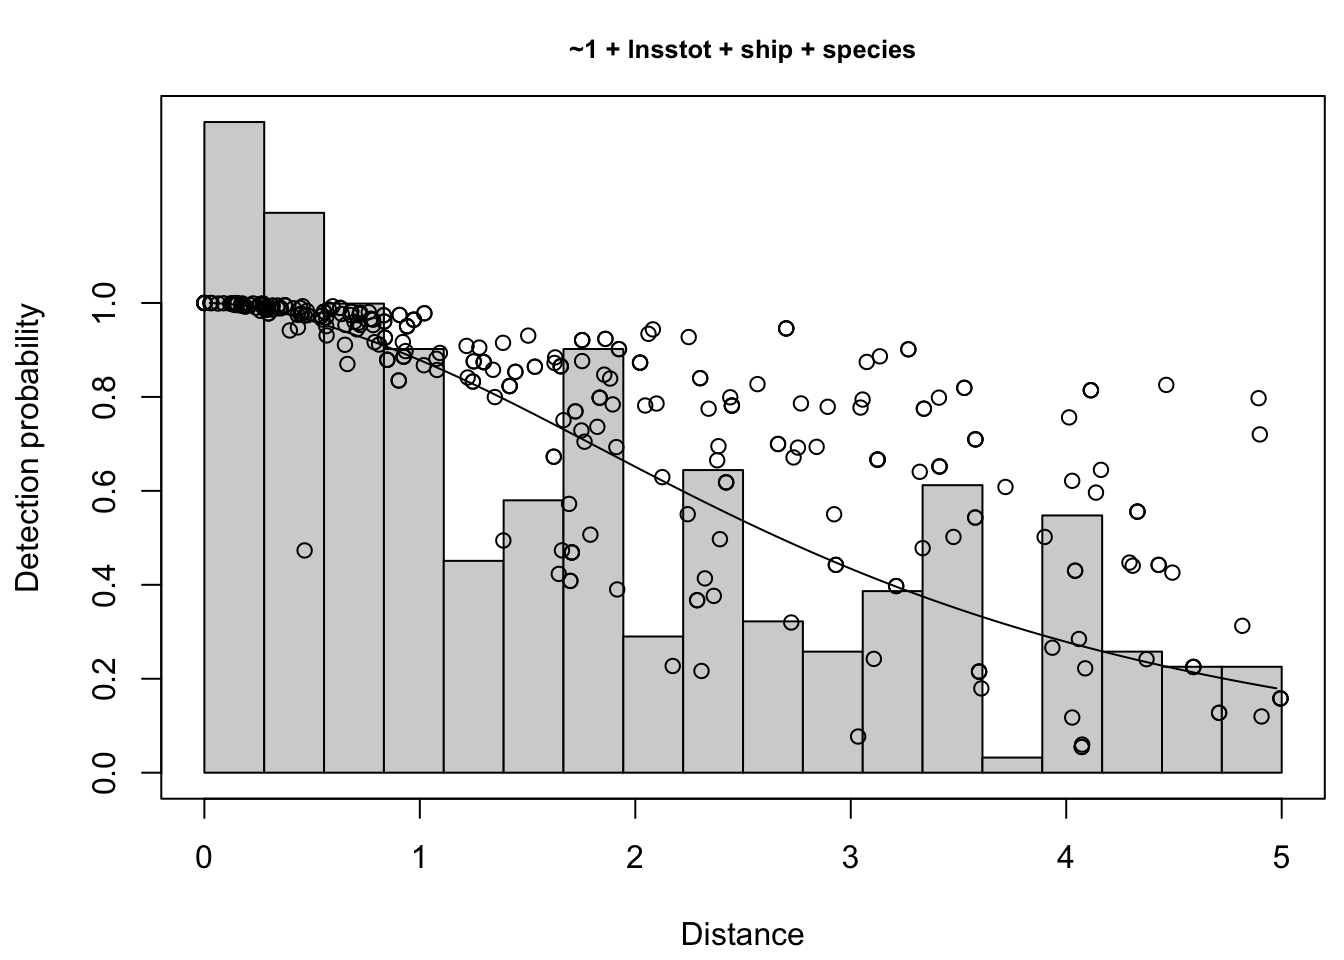 ~1 + lnsstot + ship + species
Detection probability
1.0
0.8
0.6
0.4
0.2
0.0
0 1 2 3 4 5
Distance